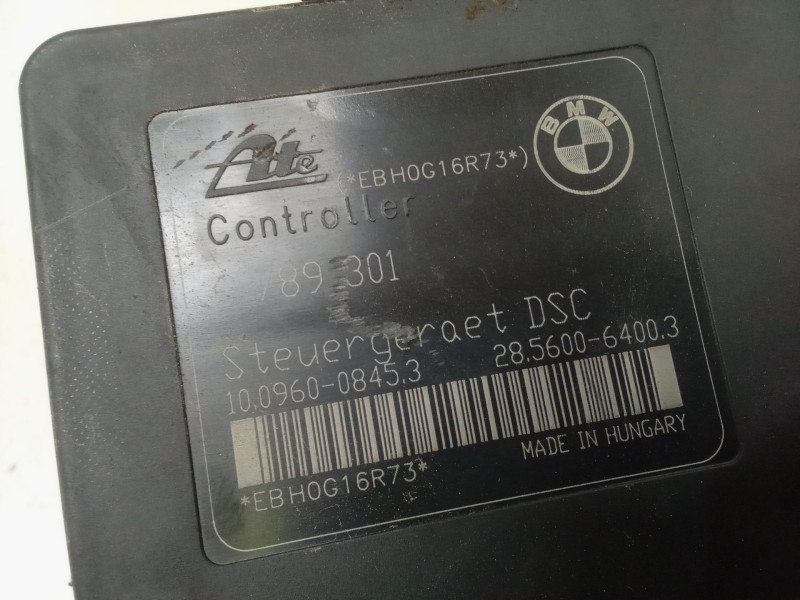 Ate
*EBH0G16R73*)
BMW
Controller
301
Steuergeraet DSC
10.0960-0845.3 28.5600-6400.3
*EBH0G16R73*
MADE IN HUNGARY